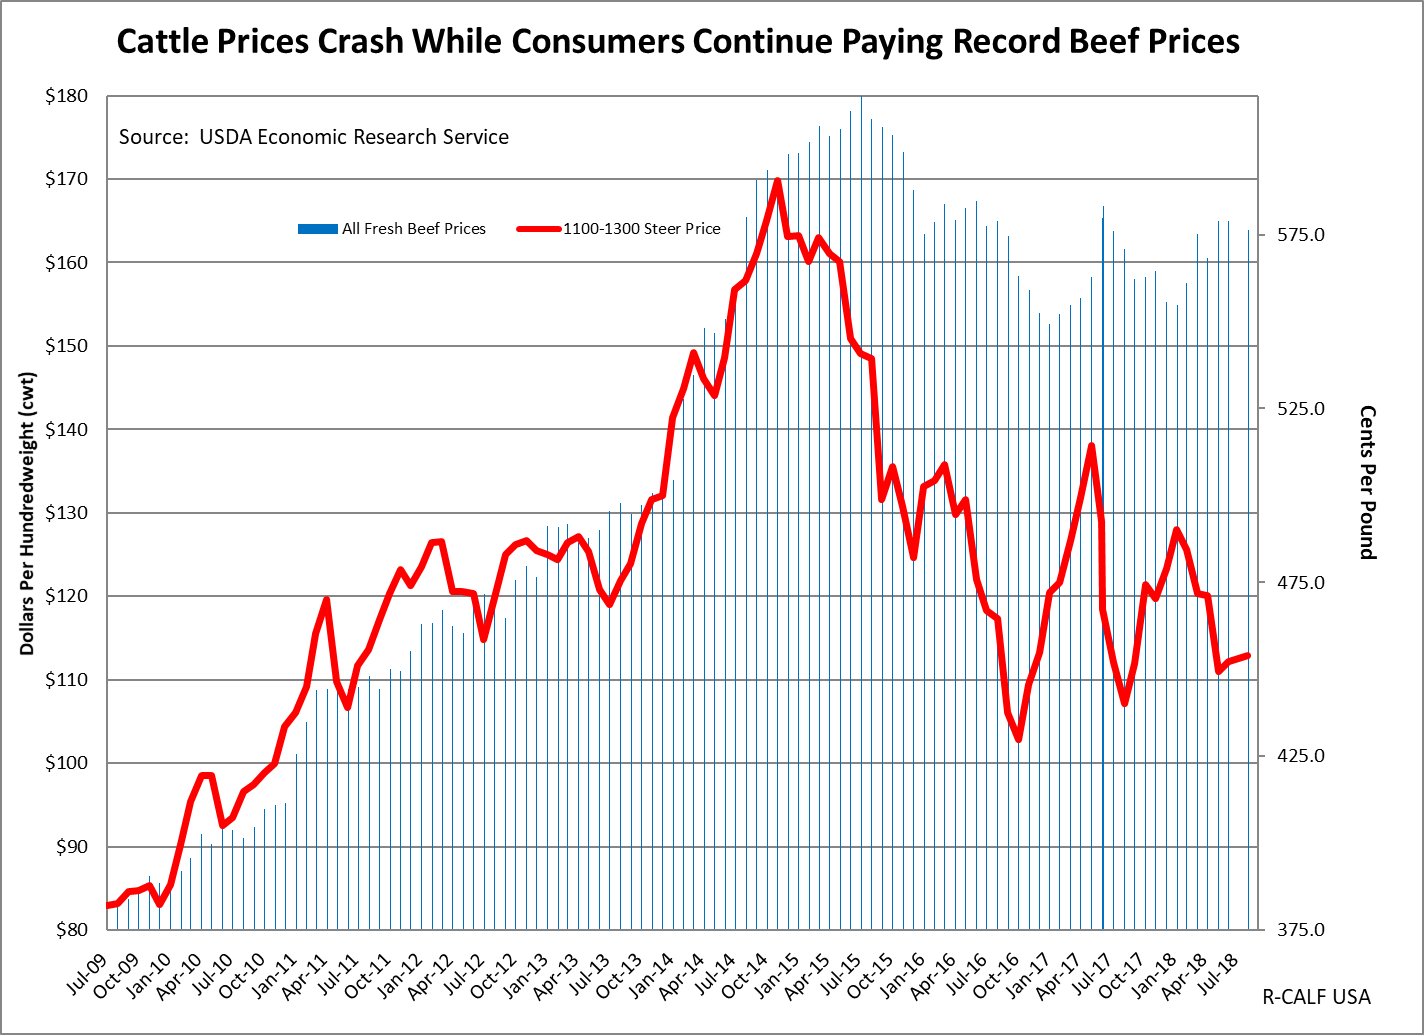 Cattle Prices Crash While Consumers Continue Paying Record Beef Prices
Source: USDA Economic Research Service
All Fresh Beef Prices
1100-1300 Steer Price
Dollars Per Hundredweight (cwt)
$180
$170
$160
$150
$140
$130
$120
$110
$100
$90
$80
575.0
525.0
475.0
425.0
375.0
Cents Per Pound
Jul-09
Oct-09
Jan-10
Apr-10
Jul-10
Oct-10
Jan-11
Apr-11
Jul-11
Oct-11
Jan-12
Apr-12
Jul-12
Oct-12
Jan-13
Apr-13
Jul-13
Oct-13
Jan-14
Apr-14
Jul-14
Oct-14
Jan-15
Apr-15
Jul-15
Oct-15
Jan-16
Apr-16
Jul-16
Oct-16
Jan-17
Apr-17
Jul-17
Oct-17
Jan-18
Apr-18
Jul-18
R-CALF USA